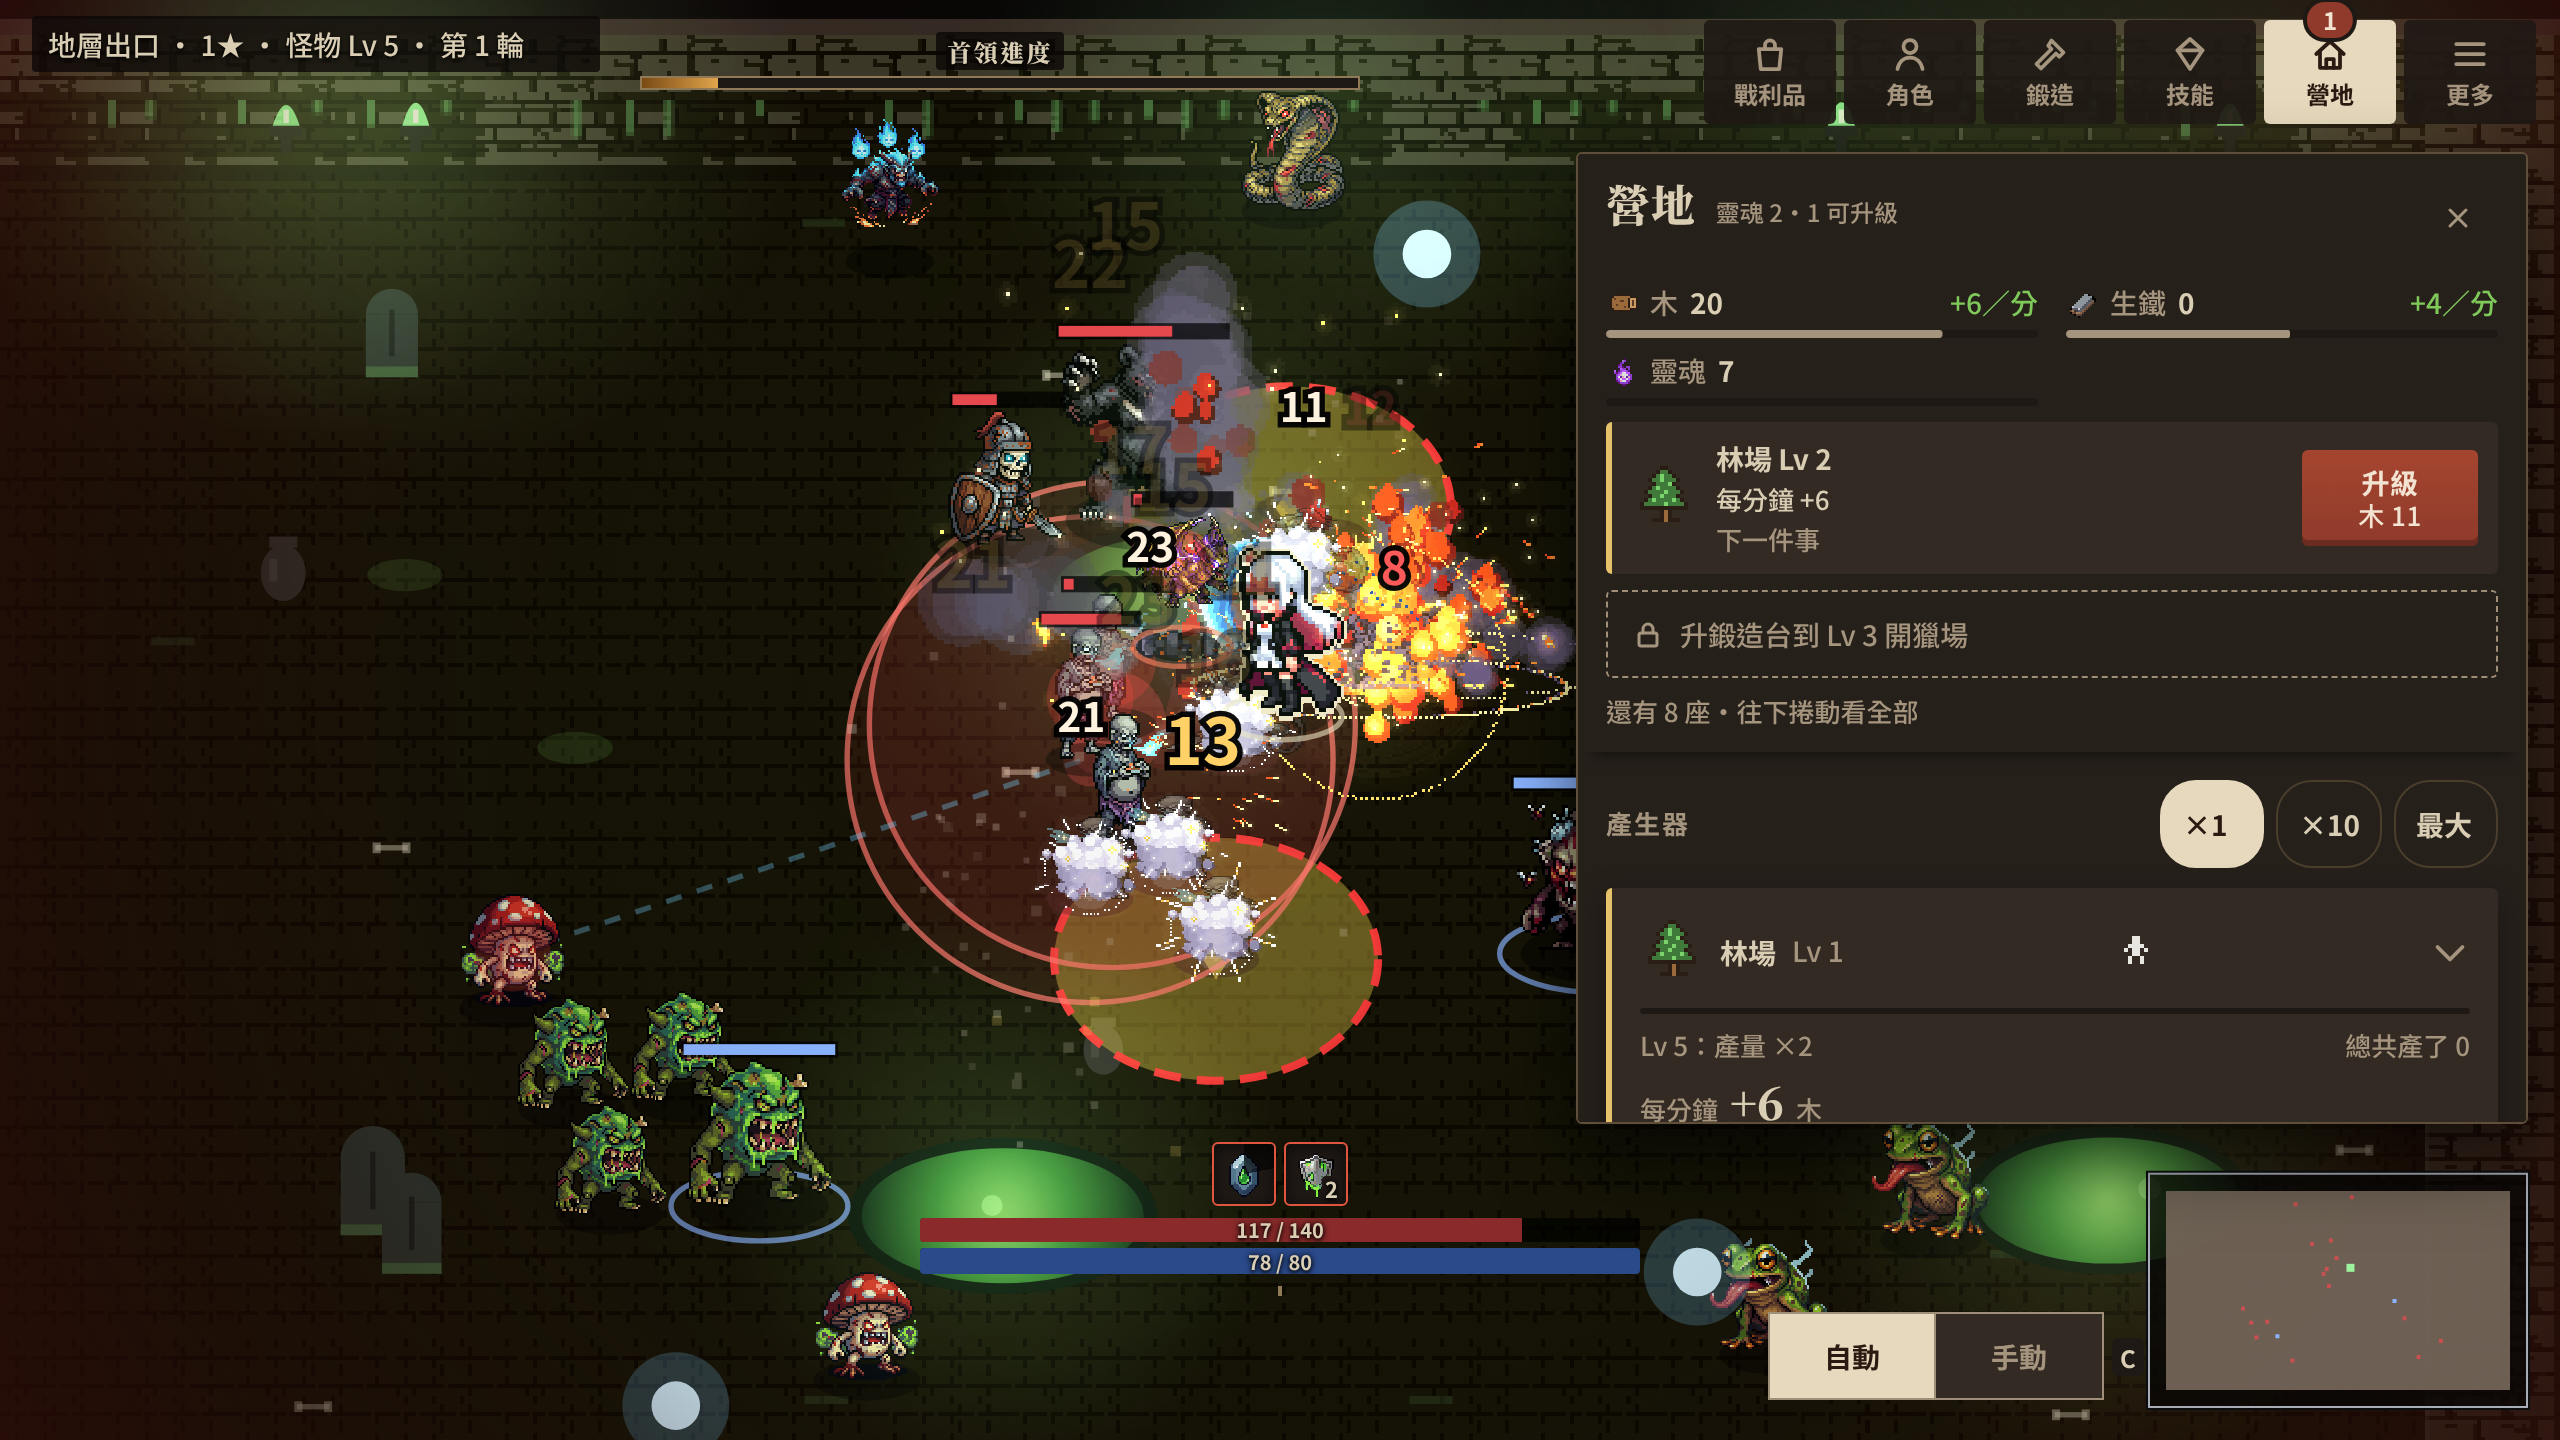 地層出口 · 1★ · 怪物 Lv 5 · 第 1 輪
首領進度
戰利品
角色
鍛造
技能
1
營地
更多
營地
靈魂 2 · 1 可升級
木 20 +6／分
生鐵 0 +4／分
靈魂 7
林場 Lv 2
每分鐘 +6
下一件事
升級
木 11
升鍛造台到 Lv 3 開獵場
還有 8 座 · 往下捲動看全部
產生器
×1
×10
最大
林場 Lv 1
Lv 5：產量 ×2
總共產了 0
每分鐘 +6 木
15
22
11
12
17
15
23
21
23
8
21
13
2
117 / 140
78 / 80
自動
手動
C